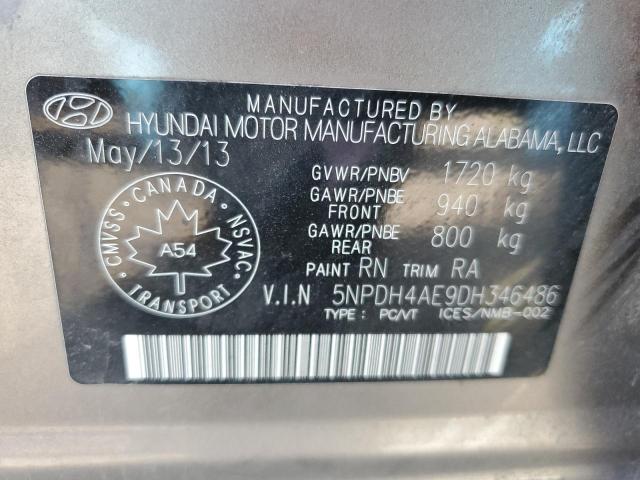 MANUFACTURED BY
HYUNDAI MOTOR MANUFACTURING ALABAMA, LLC
May/13/13
GVWR/PNBV 1720 kg
GAWR/PNBE FRONT 940 kg
GAWR/PNBE REAR 800 kg
CANADA
CMVSS
NSVAC
A54
TRANSPORT
PAINT RN TRIM RA
V.I.N 5NPDH4AE9DH346486
TYPE: PC/VT ICES/NMB-002